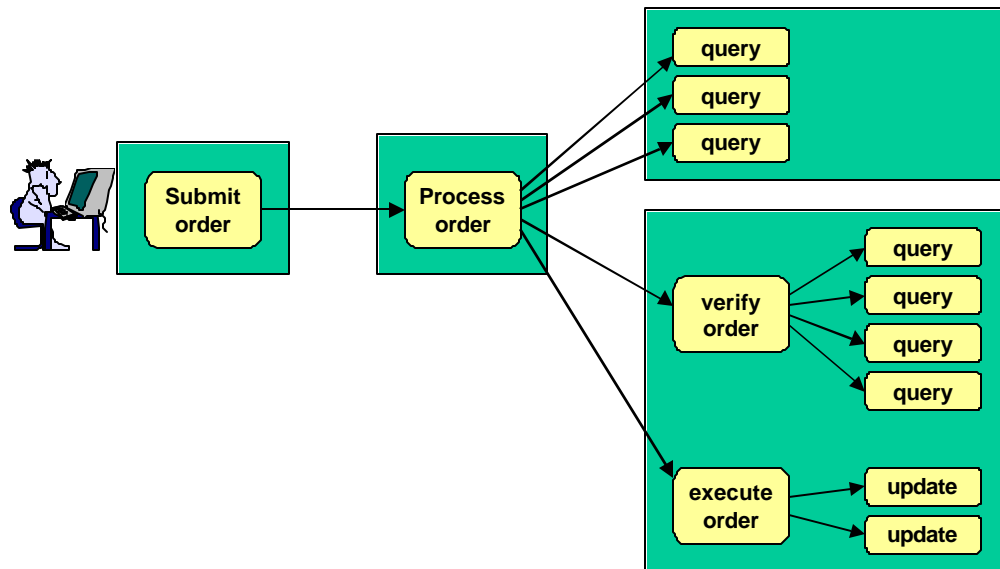 query
query
query
Submit
order
Process
order
verify
order
query
query
query
query
execute
order
update
update